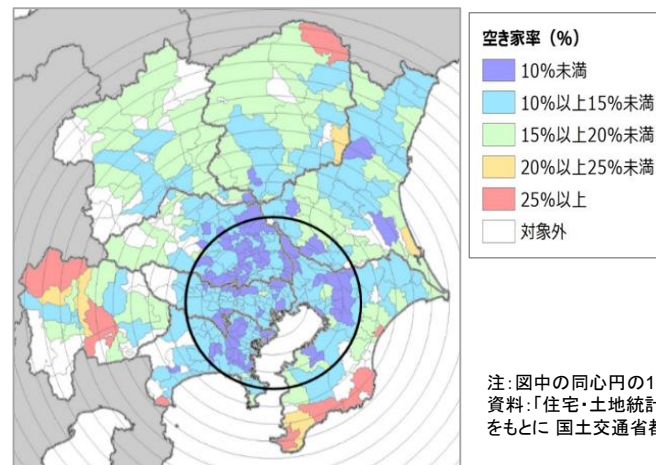 空き家率（%）
10%未満
10%以上15%未満
15%以上20%未満
20%以上25%未満
25%以上
対象外
注：図中の同心円の1
資料：「住宅・土地統計
をもとに 国土交通省都